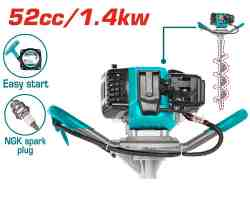 52cc/1.4kw
Easy start
NGK spark
plug